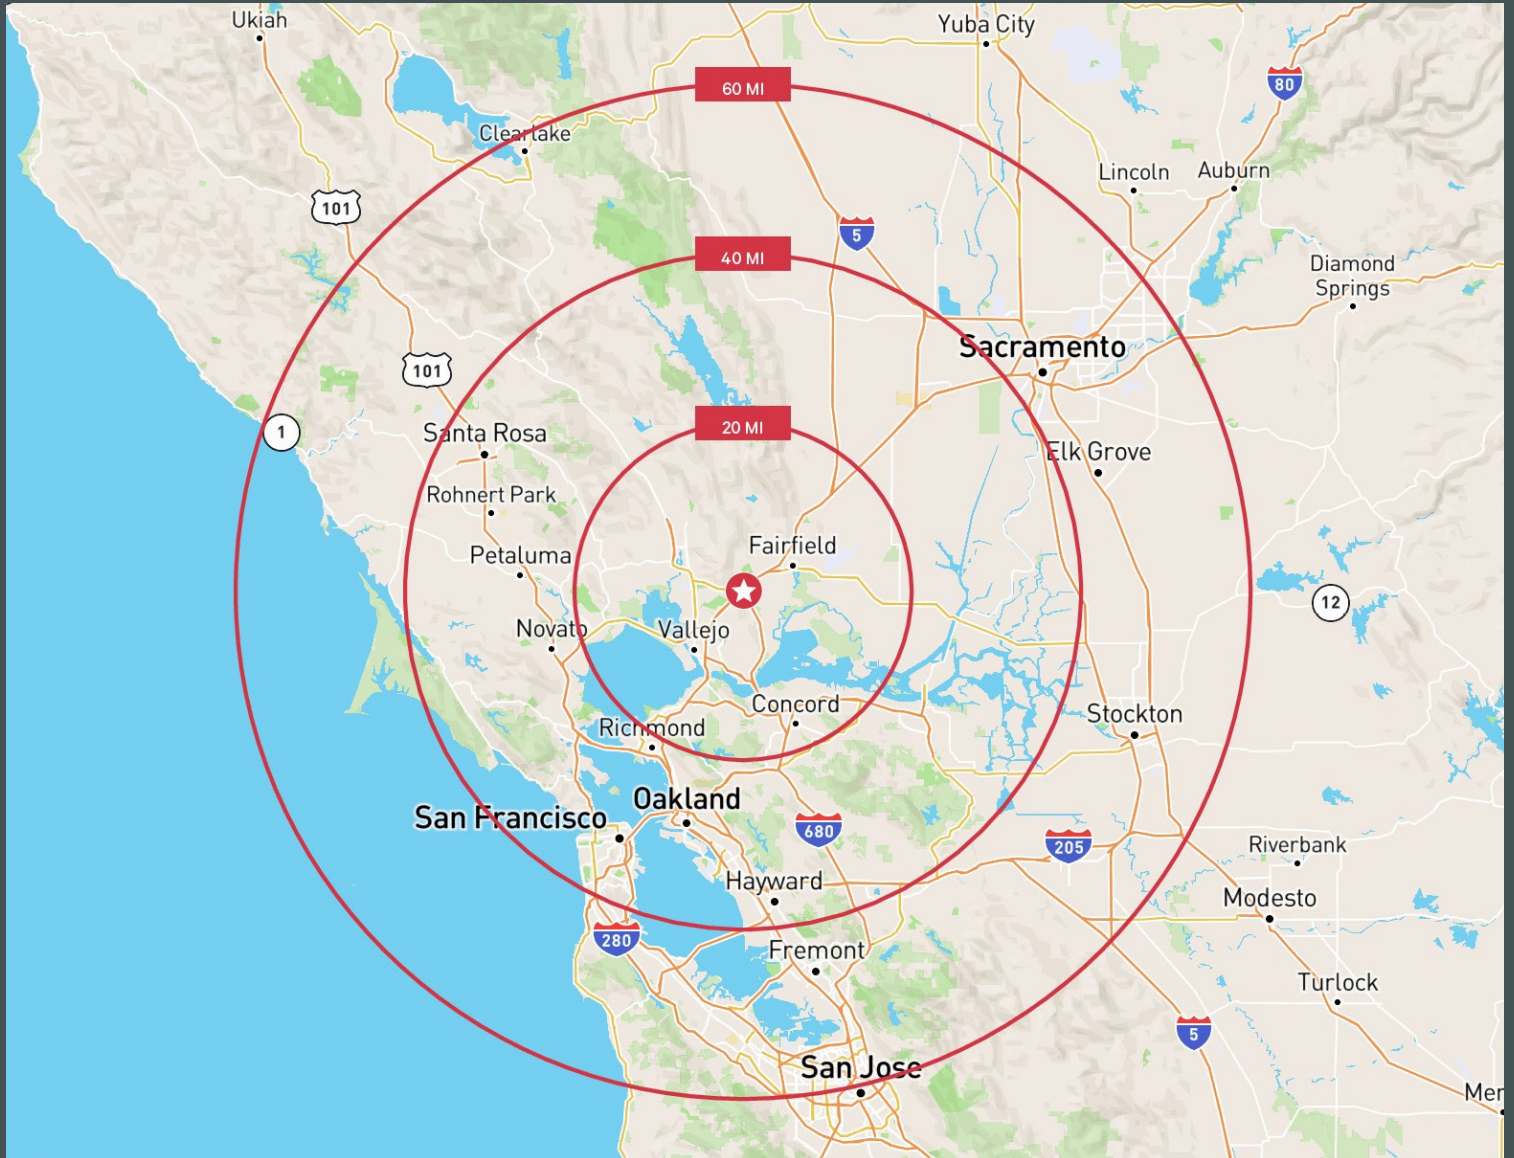 Ukiah
Yuba City
80
60 MI
Clearlake
Lincoln
Auburn
101
5
40 MI
Diamond
Springs
Sacramento
101
20 MI
1
Santa Rosa
Elk Grove
Rohnert Park
Fairfield
Petaluma
12
Novato
Vallejo
Concord
Stockton
Richmond
Oakland
San Francisco
680
205
Riverbank
Hayward
Modesto
280
Fremont
Turlock
5
San Jose
Mer